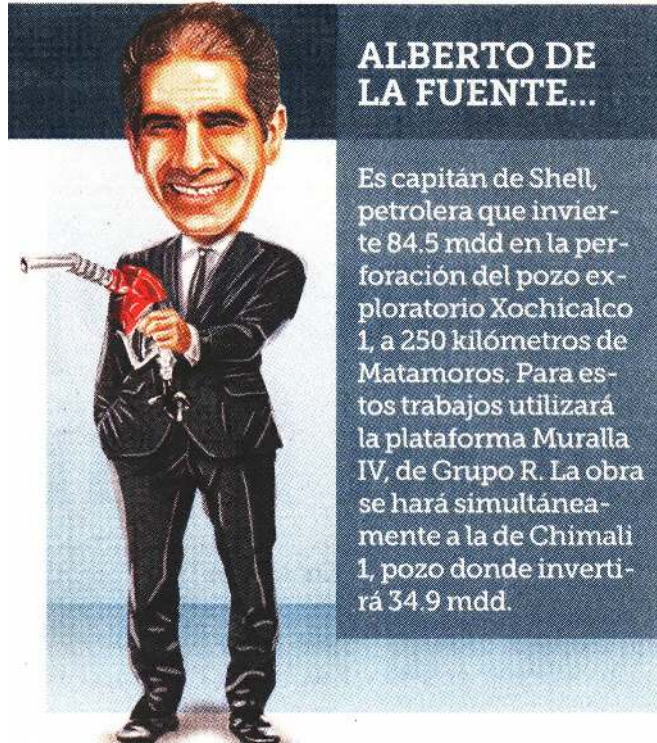 ALBERTO DE
LA FUENTE...
Es capitán de Shell,
petrolera que invier-
te 84.5 mdd en la per-
foración del pozo ex-
ploratorio Xochicalco
1, a 250 kilómetros de
Matamoros. Para es-
tos trabajos utilizará
la plataforma Muralla
IV, de Grupo R. La obra
se hará simultánea-
mente a la de Chimali
1, pozo donde inverti-
rá 34.9 mdd.